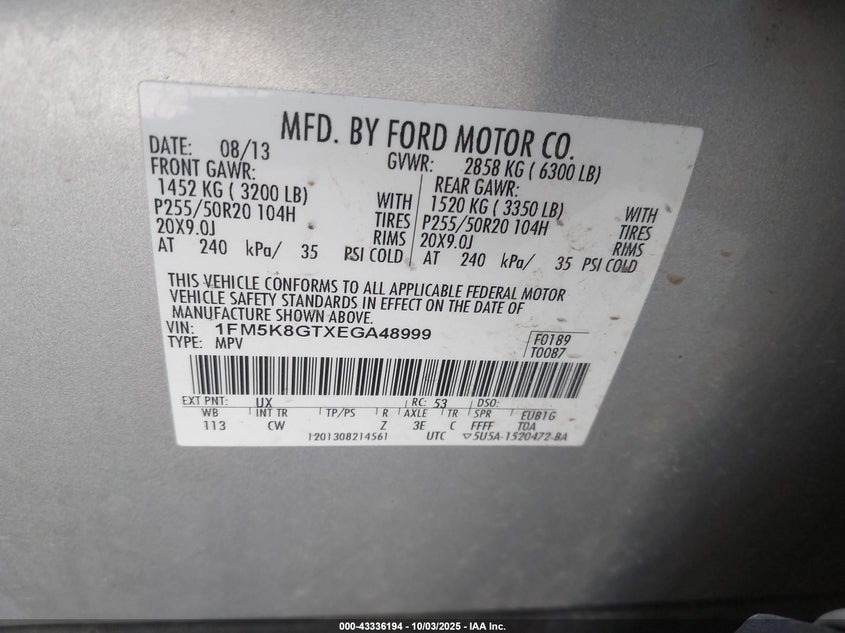 MFD. BY FORD MOTOR CO.
DATE: 08/13 GVWR: 2858 KG ( 6300 LB)
FRONT GAWR: REAR GAWR:
1452 KG ( 3200 LB) WITH 1520 KG ( 3350 LB) WITH
P255/50R20 104H TIRES P255/50R20 104H TIRES
20X9.0J RIMS 20X9.0J RIMS
AT 240 kPa/ 35 PSI COLD AT 240 kPa/ 35 PSI COLD
THIS VEHICLE CONFORMS TO ALL APPLICABLE FEDERAL MOTOR
VEHICLE SAFETY STANDARDS IN EFFECT ON THE DATE OF
MANUFACTURE SHOWN ABOVE.
VIN: 1FM5K8GTXEGA48999 F0189
TYPE: MPV T0087
EXT PNT: UX RC: 53 DSO:
WB INT TR TP/PS R AXLE TR SPR EUB1G
113 CW Z 3E C FFFF TOA
1201308214561 UTC ▽5U5A-1520472-BA
000-43336194 - 10/03/2025 - IAA Inc.